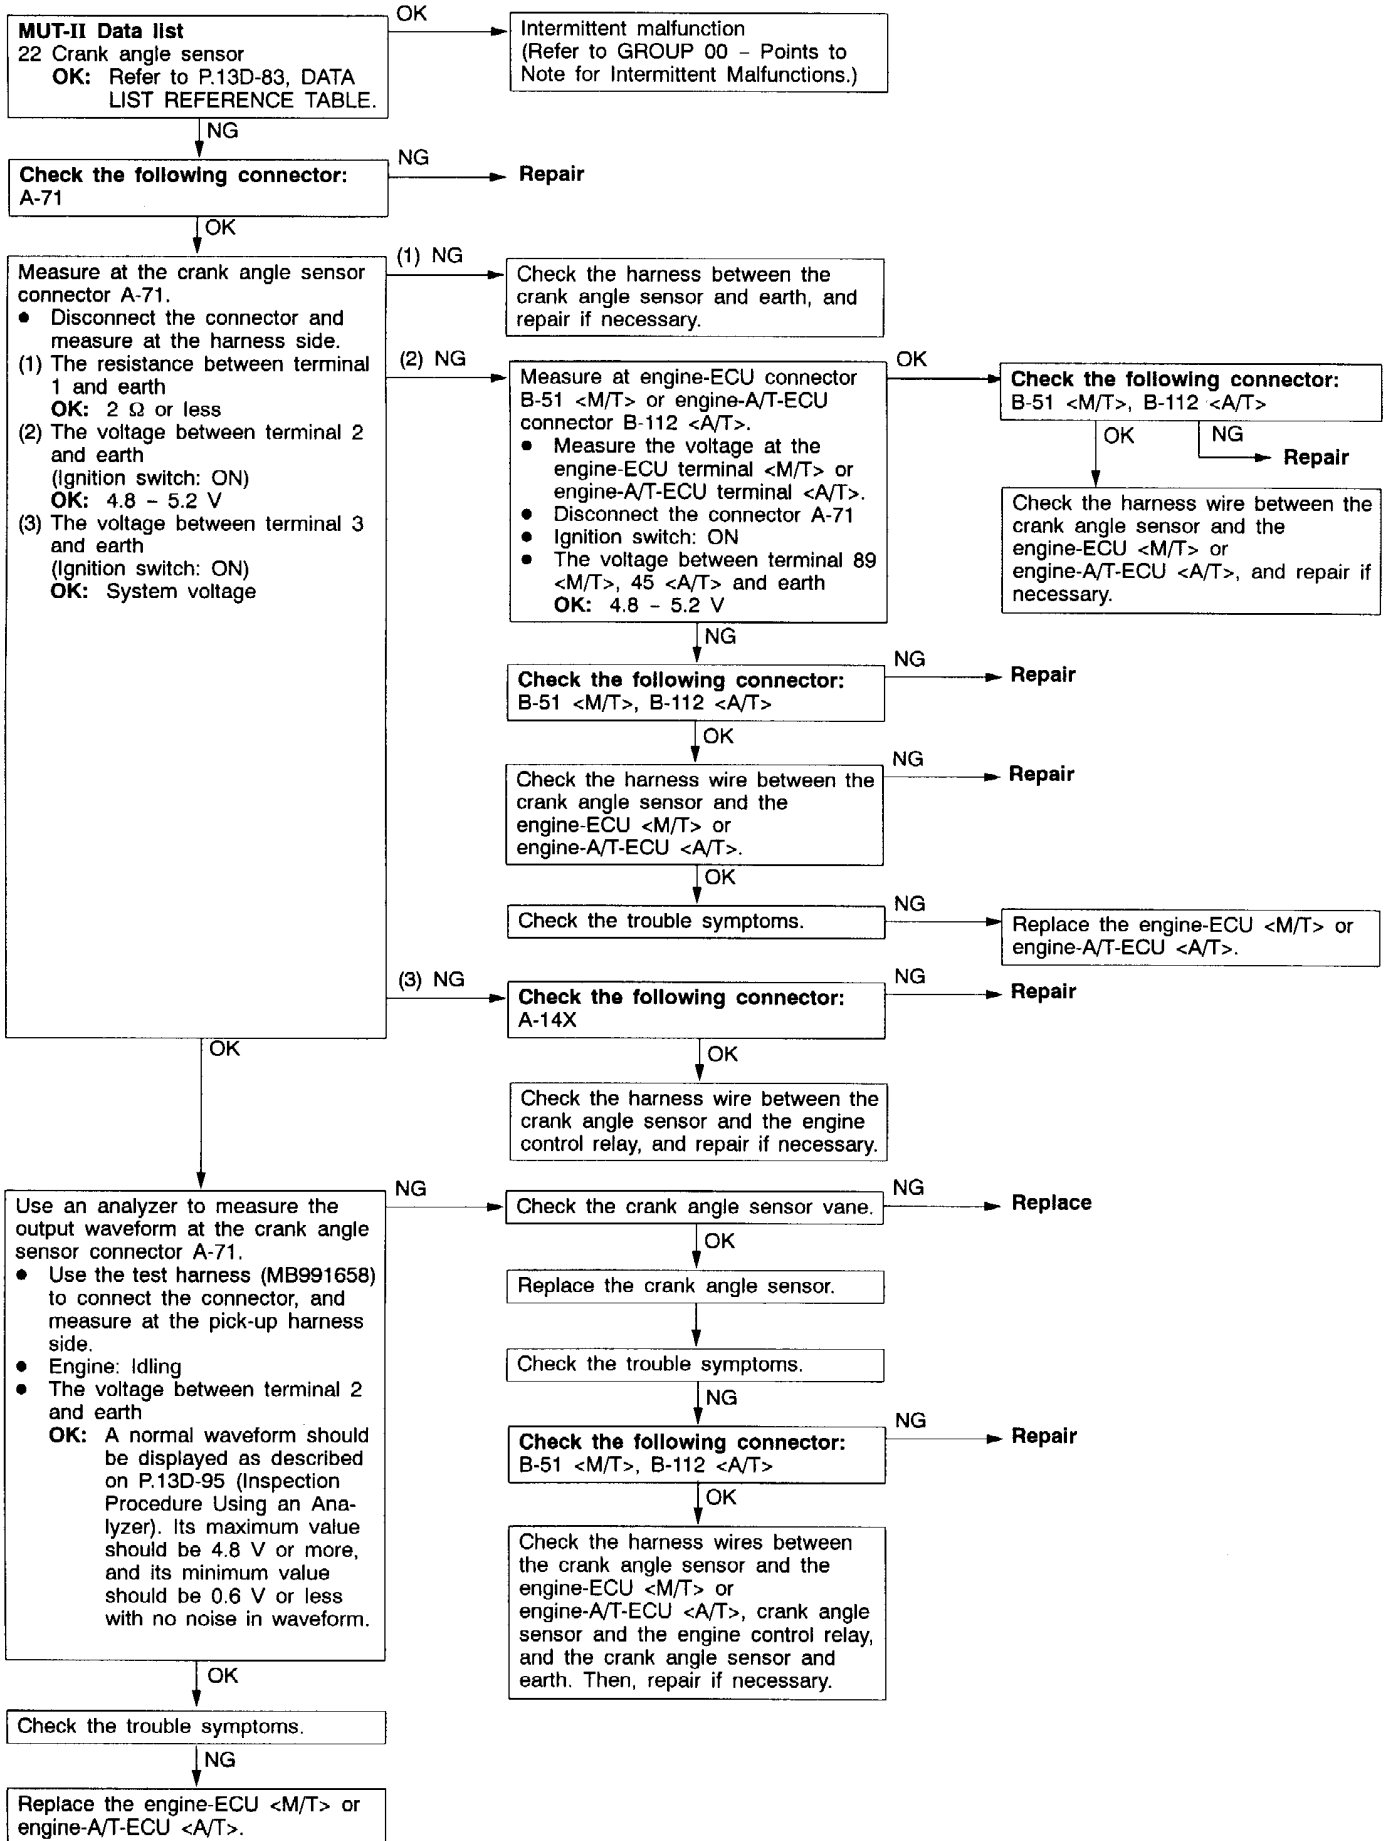 MUT-II Data list
22 Crank angle sensor
OK: Refer to P.13D-83, DATA
LIST REFERENCE TABLE.
OK
Intermittent malfunction
(Refer to GROUP 00 – Points to
Note for Intermittent Malfunctions.)
NG
Check the following connector:
A-71
NG
Repair
OK
Measure at the crank angle sensor
connector A-71.
● Disconnect the connector and
measure at the harness side.
(1) The resistance between terminal
1 and earth
OK: 2 Ω or less
(2) The voltage between terminal 2
and earth
(Ignition switch: ON)
OK: 4.8 – 5.2 V
(3) The voltage between terminal 3
and earth
(Ignition switch: ON)
OK: System voltage
(1) NG
Check the harness between the
crank angle sensor and earth, and
repair if necessary.
(2) NG
Measure at engine-ECU connector
B-51 <M/T> or engine-A/T-ECU
connector B-112 <A/T>.
● Measure the voltage at the
engine-ECU terminal <M/T> or
engine-A/T-ECU terminal <A/T>.
● Disconnect the connector A-71
● Ignition switch: ON
● The voltage between terminal 89
<M/T>, 45 <A/T> and earth
OK: 4.8 – 5.2 V
OK
Check the following connector:
B-51 <M/T>, B-112 <A/T>
OK
NG
Repair
Check the harness wire between the
crank angle sensor and the
engine-ECU <M/T> or
engine-A/T-ECU <A/T>, and repair if
necessary.
NG
Check the following connector:
B-51 <M/T>, B-112 <A/T>
NG
Repair
OK
Check the harness wire between the
crank angle sensor and the
engine-ECU <M/T> or
engine-A/T-ECU <A/T>.
NG
Repair
OK
Check the trouble symptoms.
NG
Replace the engine-ECU <M/T> or
engine-A/T-ECU <A/T>.
(3) NG
Check the following connector:
A-14X
NG
Repair
OK
Check the harness wire between the
crank angle sensor and the engine
control relay, and repair if necessary.
OK
Use an analyzer to measure the
output waveform at the crank angle
sensor connector A-71.
● Use the test harness (MB991658)
to connect the connector, and
measure at the pick-up harness
side.
● Engine: Idling
● The voltage between terminal 2
and earth
OK: A normal waveform should
be displayed as described
on P.13D-95 (Inspection
Procedure Using an Ana-
lyzer). Its maximum value
should be 4.8 V or more,
and its minimum value
should be 0.6 V or less
with no noise in waveform.
NG
Check the crank angle sensor vane.
NG
Replace
OK
Replace the crank angle sensor.
Check the trouble symptoms.
NG
Check the following connector:
B-51 <M/T>, B-112 <A/T>
NG
Repair
OK
Check the harness wires between
the crank angle sensor and the
engine-ECU <M/T> or
engine-A/T-ECU <A/T>, crank angle
sensor and the engine control relay,
and the crank angle sensor and
earth. Then, repair if necessary.
OK
Check the trouble symptoms.
NG
Replace the engine-ECU <M/T> or
engine-A/T-ECU <A/T>.